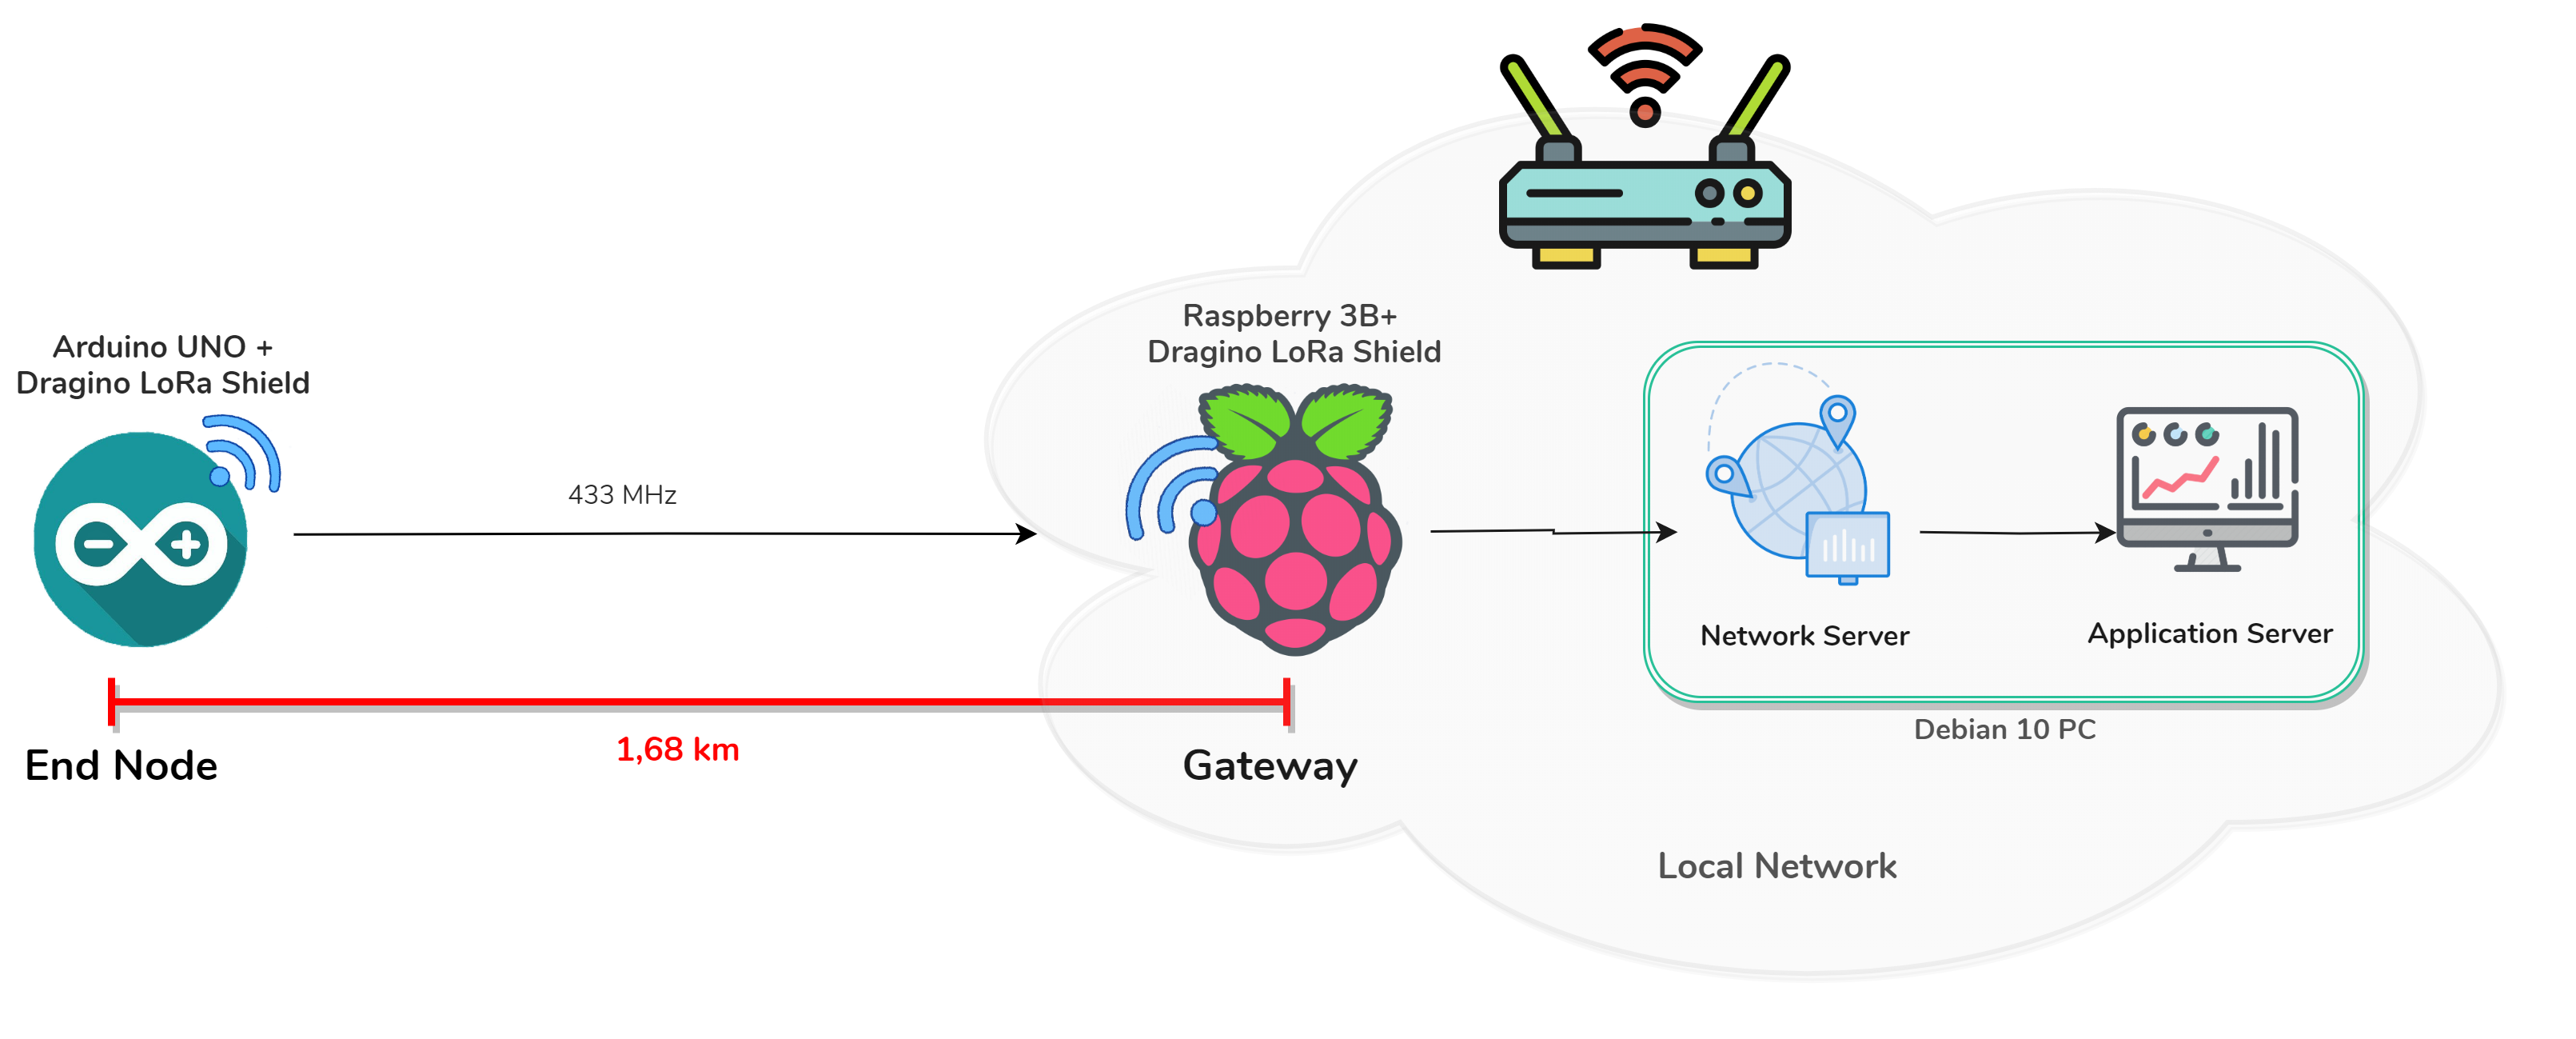 Arduino UNO +
Dragino LoRa Shield
433 MHz
Raspberry 3B+
Dragino LoRa Shield
Network Server
Application Server
Debian 10 PC
1,68 km
End Node
Gateway
Local Network